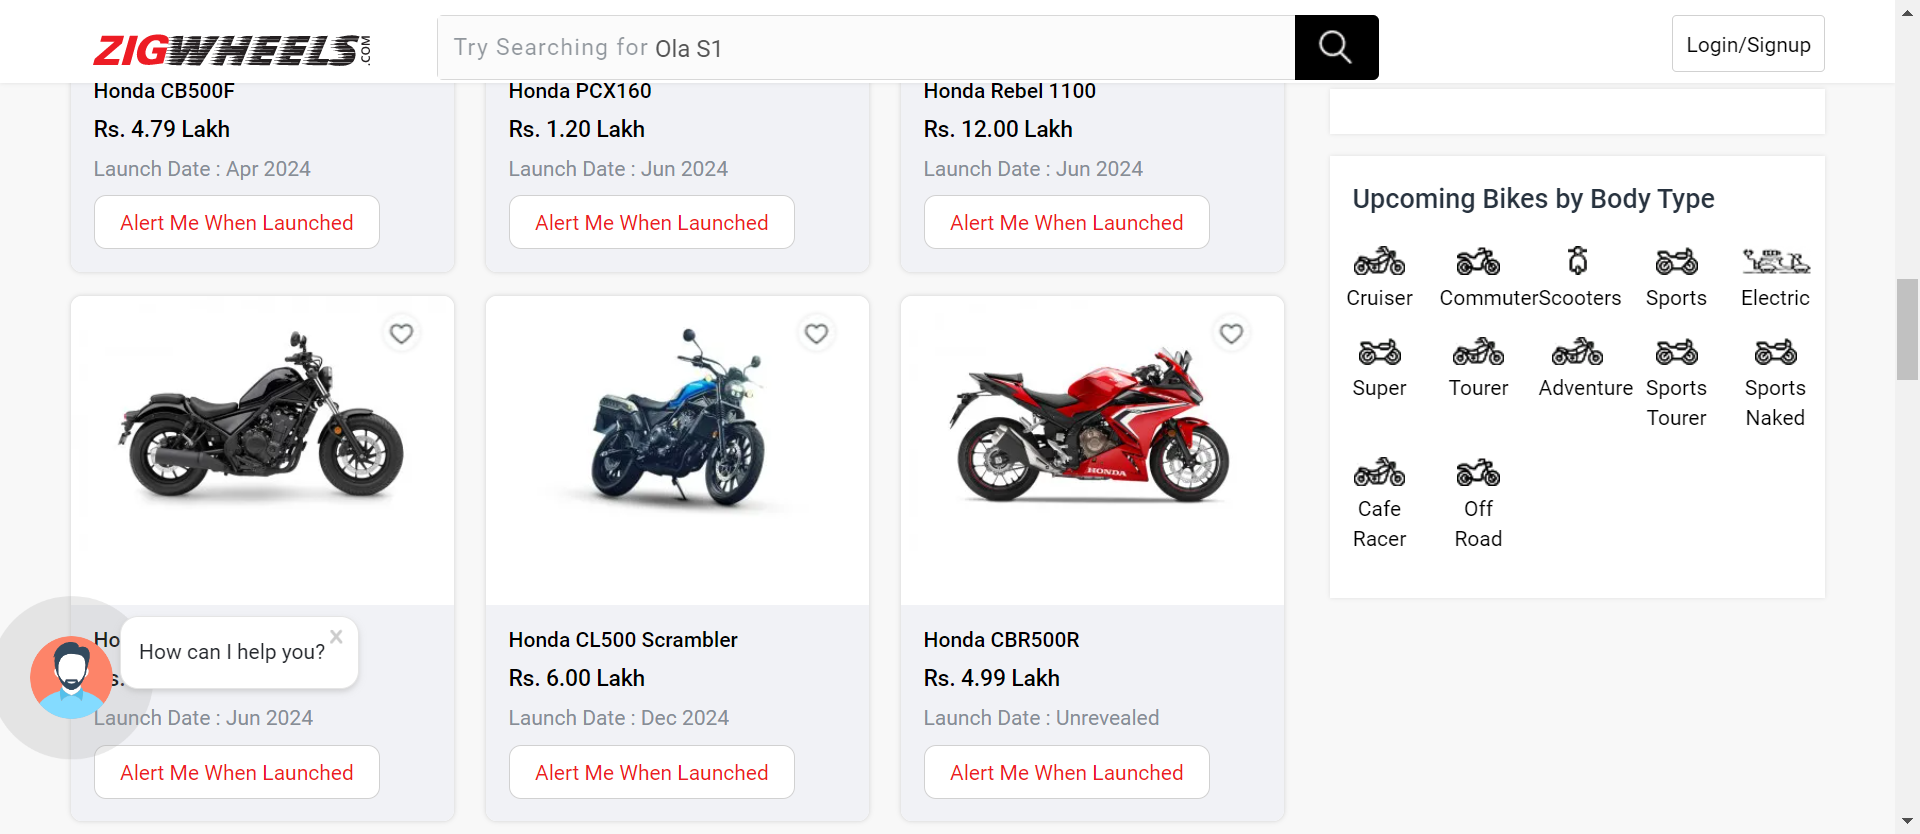 ZIGWHEELS.COM
Try Searching for Ola S1
Login/Signup
Honda CB500F
Rs. 4.79 Lakh
Launch Date : Apr 2024
Alert Me When Launched
Honda PCX160
Rs. 1.20 Lakh
Launch Date : Jun 2024
Alert Me When Launched
Honda Rebel 1100
Rs. 12.00 Lakh
Launch Date : Jun 2024
Alert Me When Launched
Ho
s.
Launch Date : Jun 2024
Alert Me When Launched
Honda CL500 Scrambler
Rs. 6.00 Lakh
Launch Date : Dec 2024
Alert Me When Launched
HONDA
Honda CBR500R
Rs. 4.99 Lakh
Launch Date : Unrevealed
Alert Me When Launched
How can I help you?
X
Upcoming Bikes by Body Type
Cruiser
Commuter
Scooters
Sports
Electric
Super
Tourer
Adventure
Sports
Tourer
Sports
Naked
Cafe
Racer
Off
Road